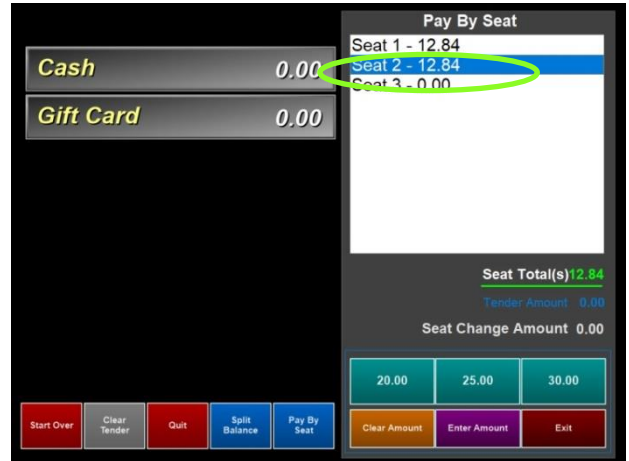 Pay By Seat
Seat 1 - 12.84
Seat 2 - 12.84
Seat 3 - 0.00
Cash 0.00
Gift Card 0.00
Seat Total(s)12.84
Tender Amount 0.00
Seat Change Amount 0.00
20.00 25.00 30.00
Start Over Clear Tender Quit Split Balance Pay By Seat
Clear Amount Enter Amount Exit